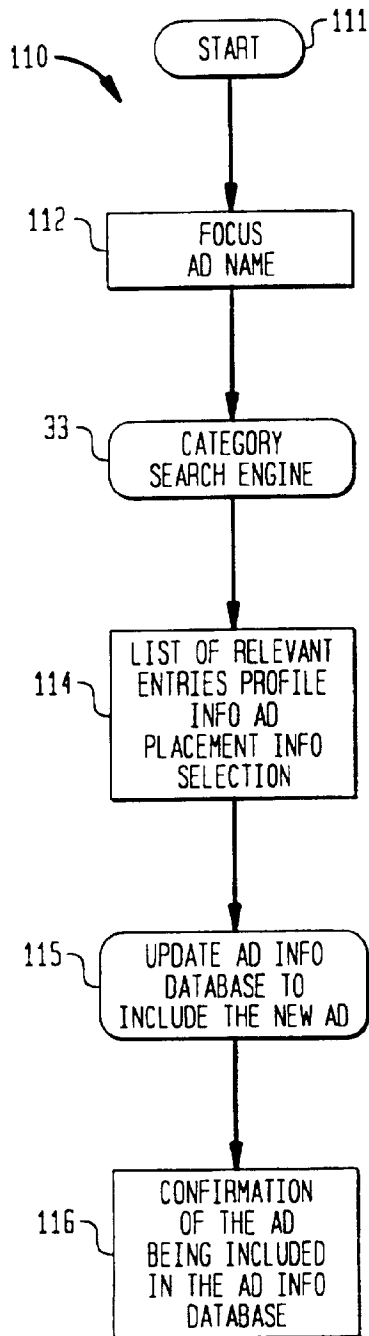 110
START
111
112
FOCUS
AD NAME
33
CATEGORY
SEARCH ENGINE
114
LIST OF RELEVANT
ENTRIES PROFILE
INFO AD
PLACEMENT INFO
SELECTION
115
UPDATE AD INFO
DATABASE TO
INCLUDE THE NEW AD
116
CONFIRMATION
OF THE AD
BEING INCLUDED
IN THE AD INFO
DATABASE